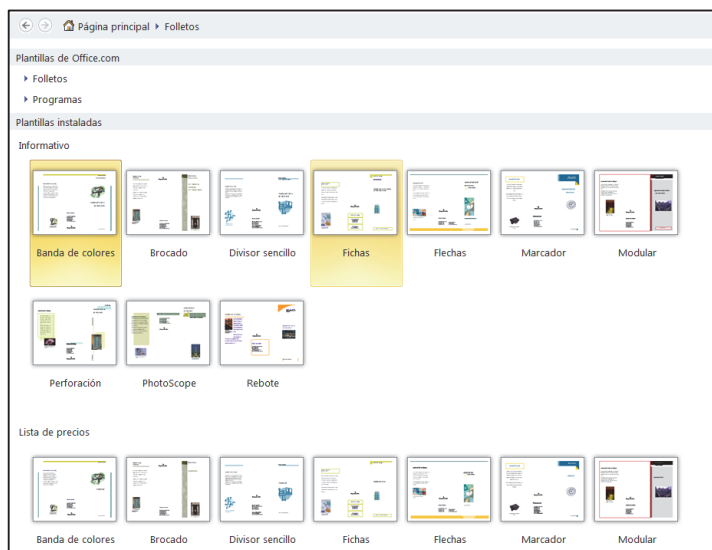 Página principal Folletos
Plantillas de Office.com
Folletos
Programas
Plantillas instaladas
Informativo
Banda de colores Brocado Divisor sencillo Fichas Flechas Marcador Modular
Perforación PhotoScope Rebote
Lista de precios
Banda de colores Brocado Divisor sencillo Fichas Flechas Marcador Modular